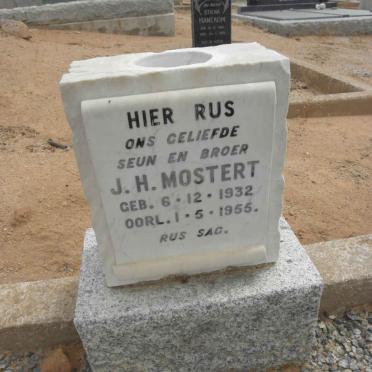 HIER RUS
ONS GELIEFDE
SEUN EN BROER
J. H. MOSTERT
GEB. 6 · 12 · 1932
OORL. 1 · 5 · 1955.
RUS SAG.